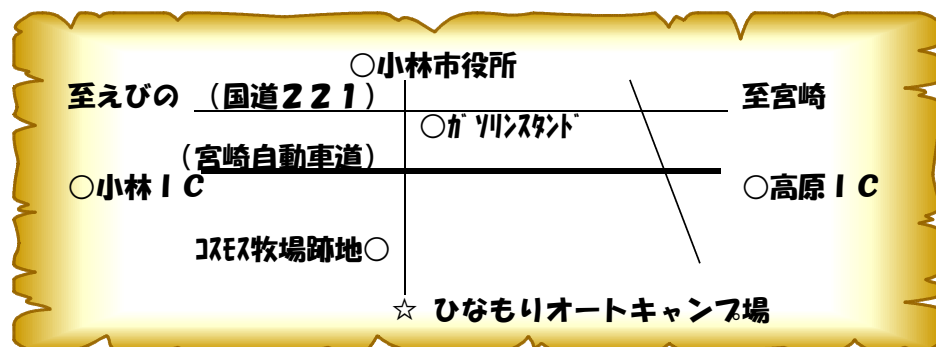 ○小林市役所
至えびの (国道221) 至宮崎
○ガソリンスタンド
(宮崎自動車道)
○小林IC ○高原IC
コスモス牧場跡地○
☆ ひなもりオートキャンプ場